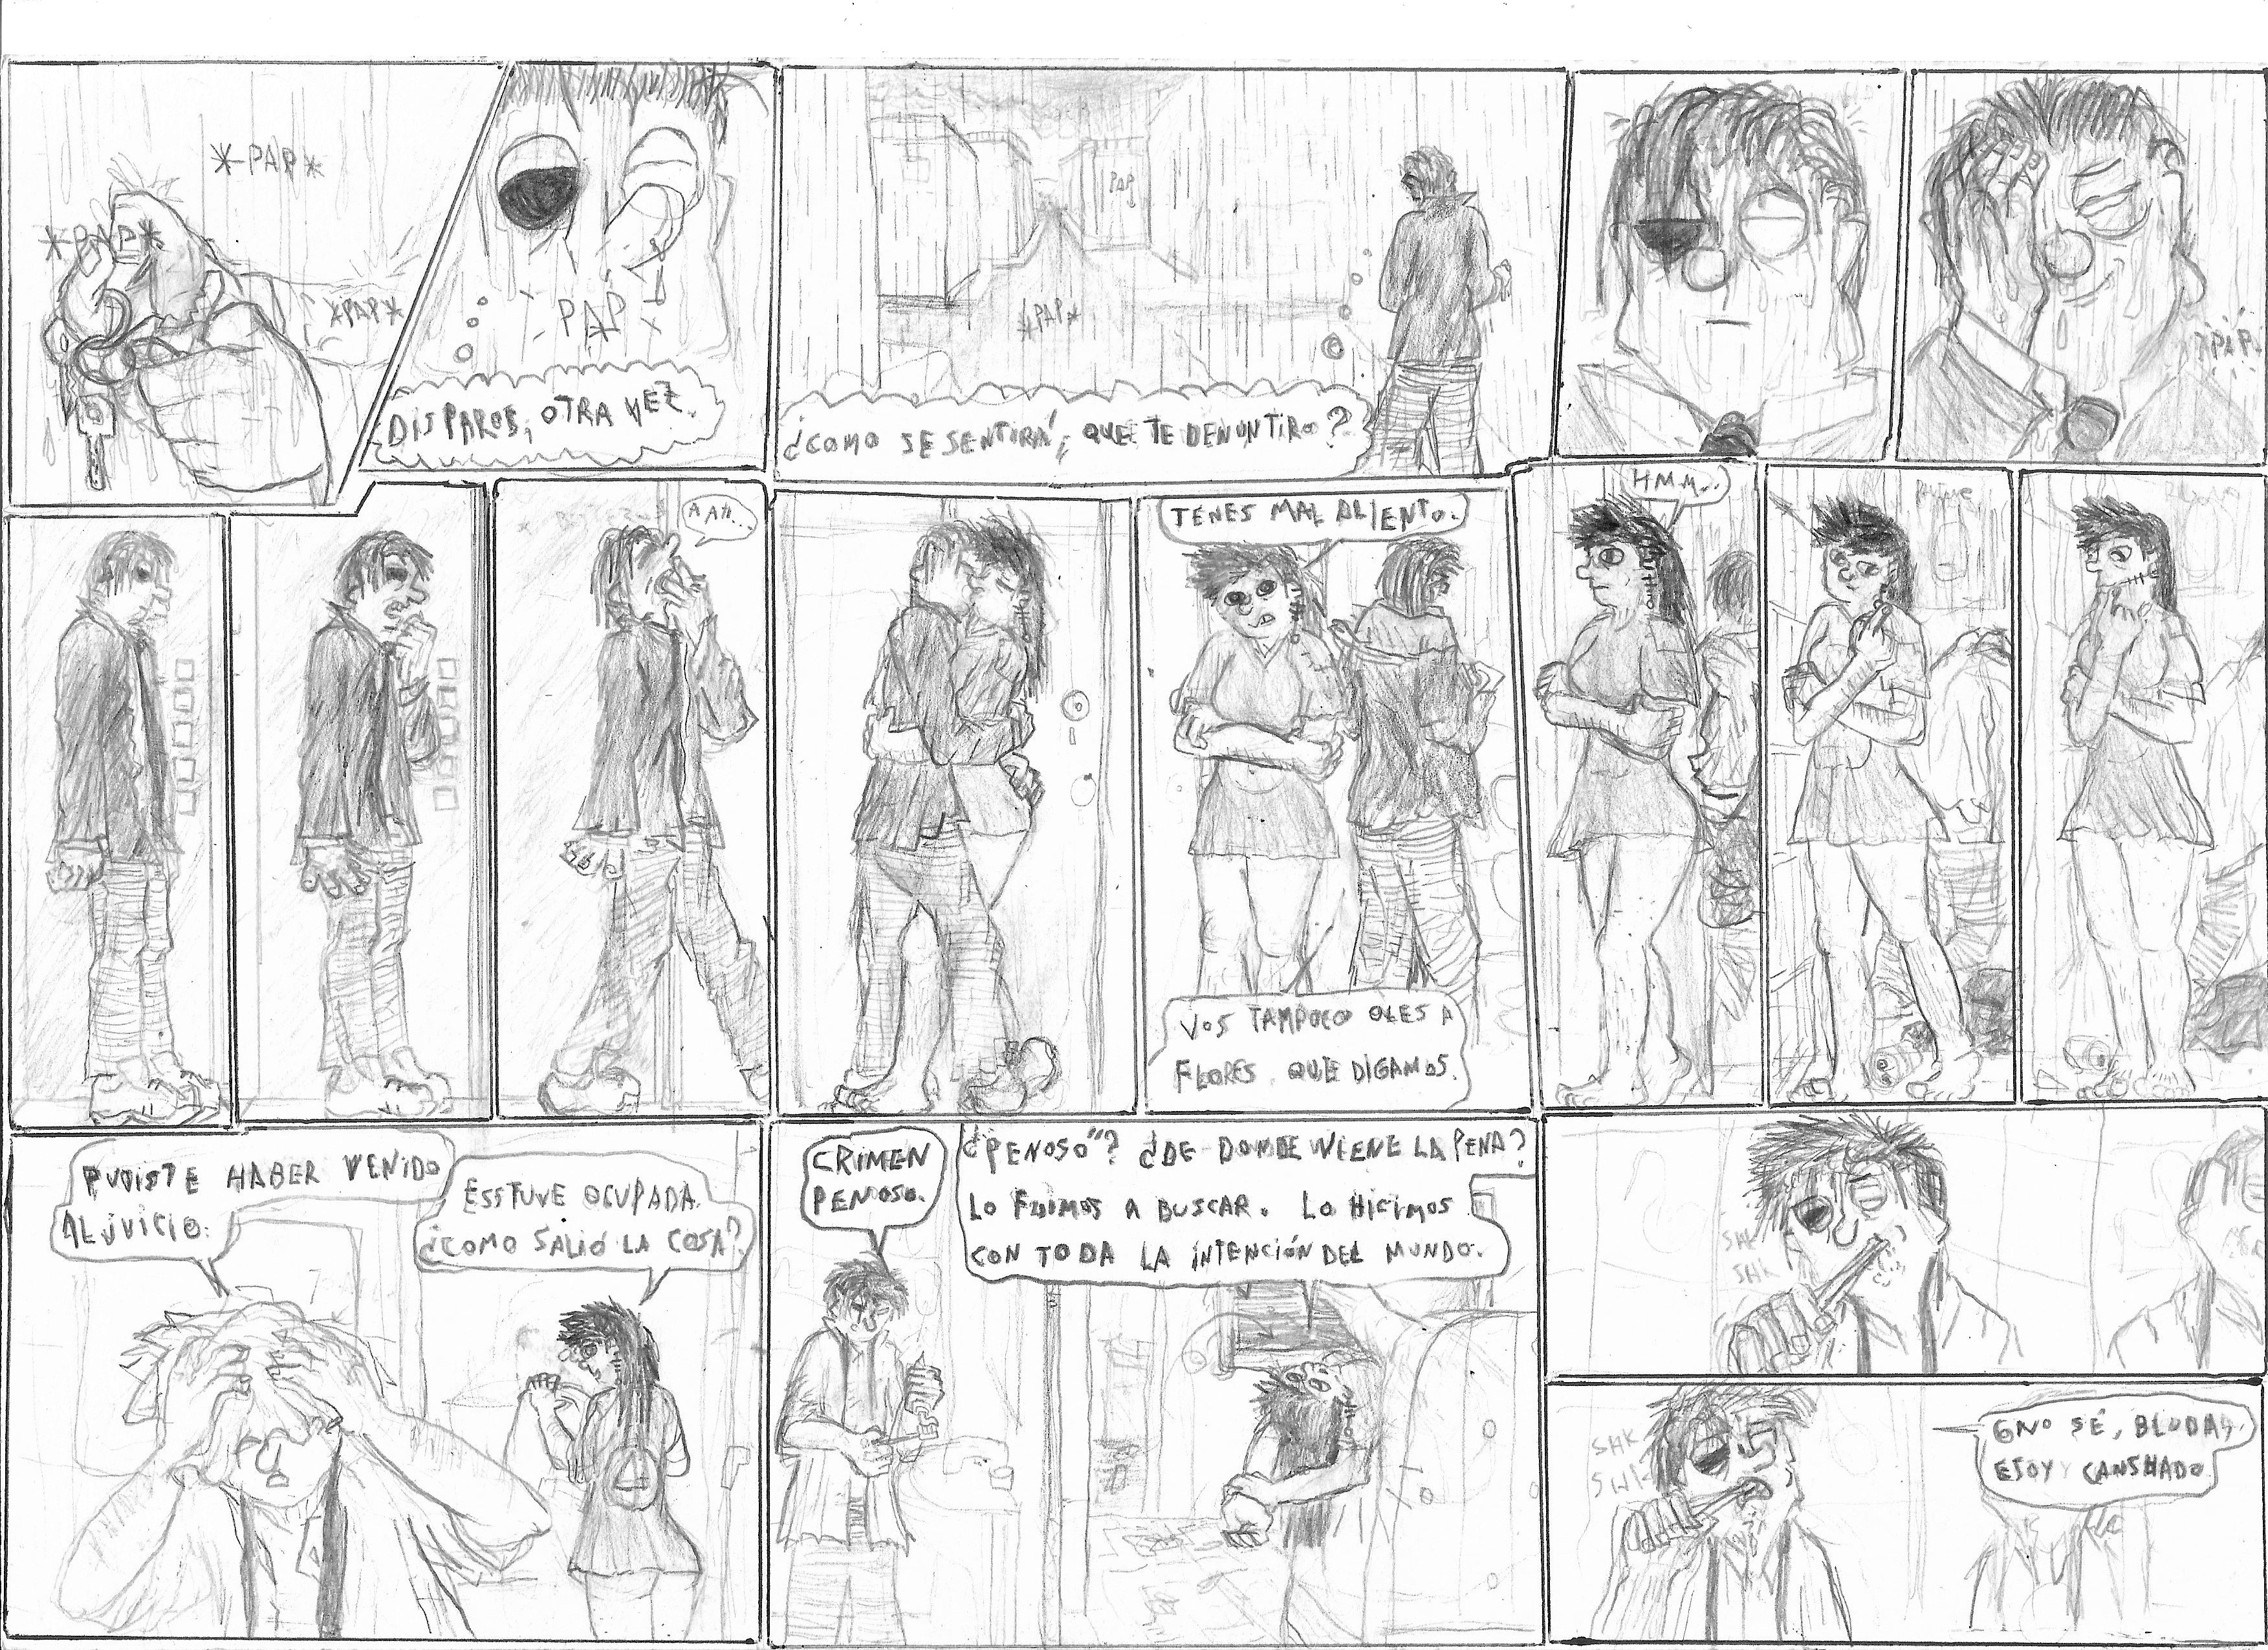 *PAP*
*PAP*
*PAP*
PAP
DISPAROS, OTRA VEZ.
PAP
*PAP*
¿COMO SE SENTIRÁ, QUE TE DEN UN TIRO?
PAP
AAH...
TENES MAL ALIENTO.
VOS TAMPOCO OLES A
FLORES QUE DIGAMOS.
HMM...
PUDISTE HABER VENIDO
AL JUICIO.
ESSTUVE OCUPADA.
¿COMO SALIÓ LA COSA?
CRIMEN
PENOSO.
¿"PENOSO"? ¿DE DONDE VIENE LA PENA?
LO FUIMOS A BUSCAR. LO HICIMOS
CON TODA LA INTENCIÓN DEL MUNDO.
SHK
SHK
SHK
SHK
GNO SÉ, BLUDA,
ESOY CANSHADO